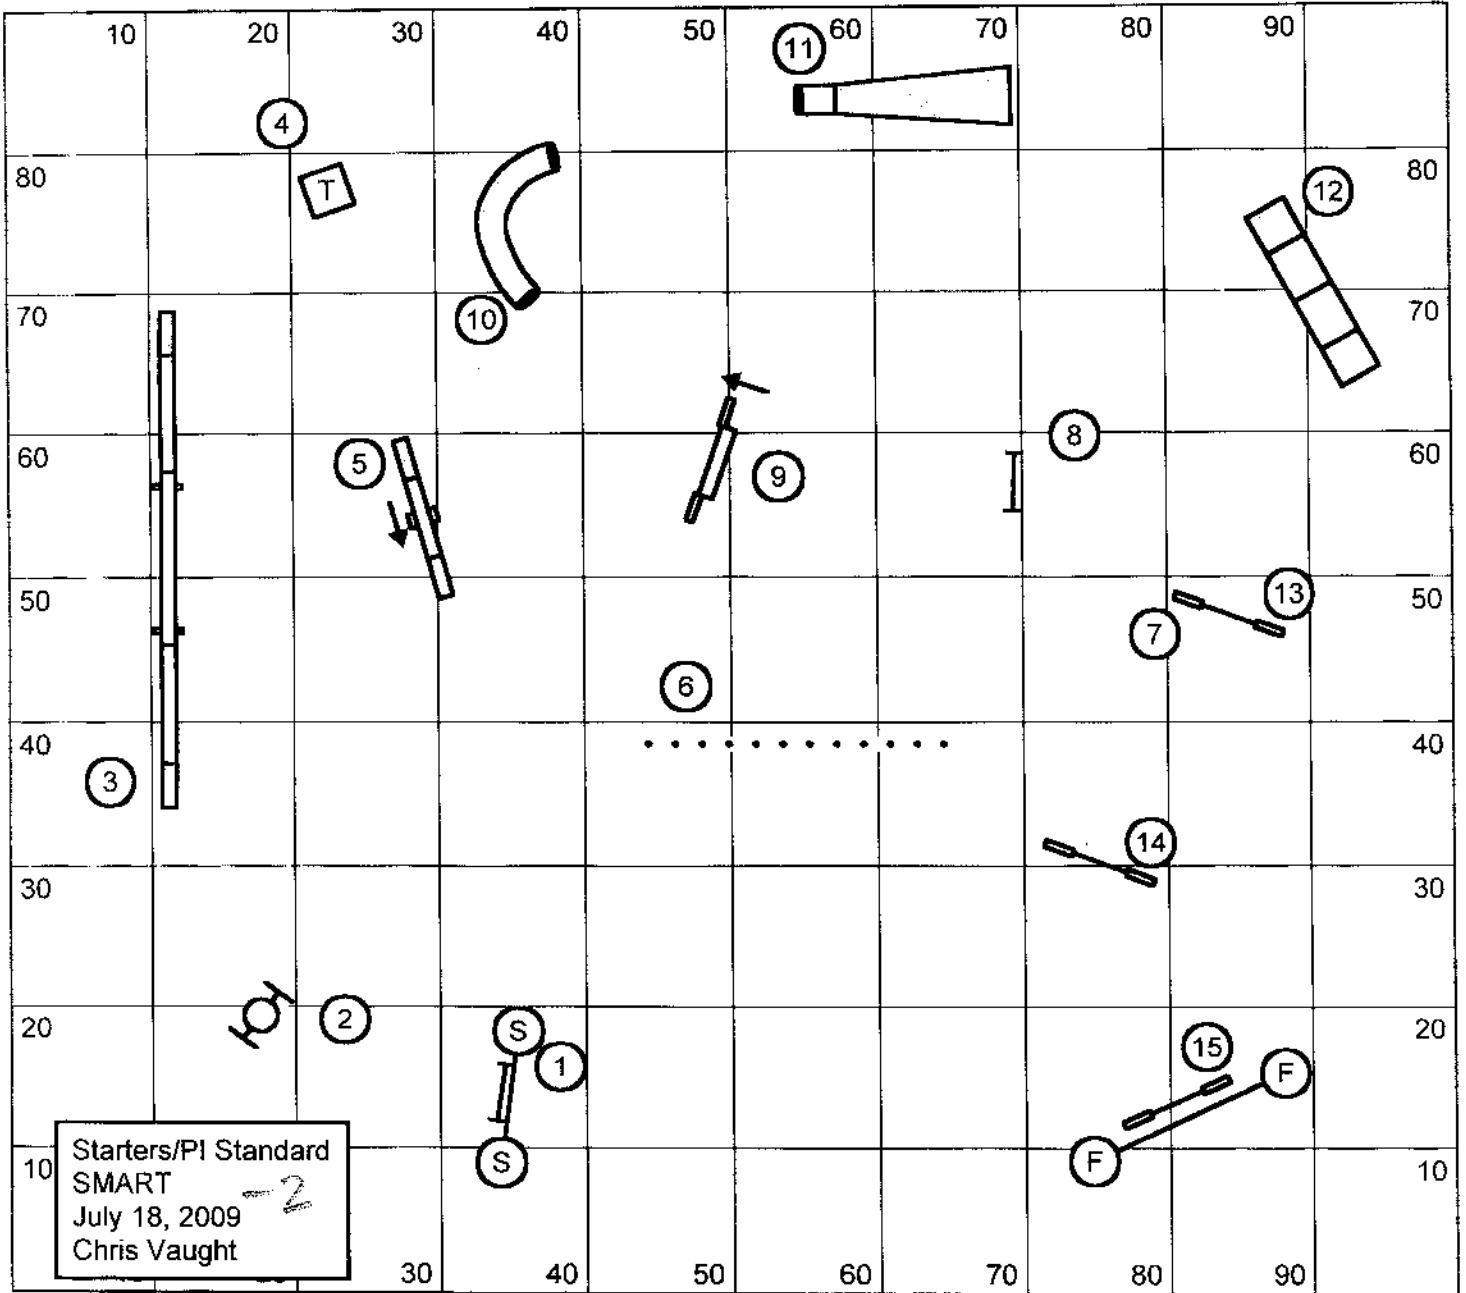 10 20 30 40 50 60 70 80 90
11
4
80 T 12 80
70 10 70
60 5 9 8 60
50 7 13 50
6
40 40
3
14
30 30
20 2 S 1 20
15 F
10 S F 10
Starters/PI Standard
SMART
July 18, 2009 -2
Chris Vaught
30 40 50 60 70 80 90